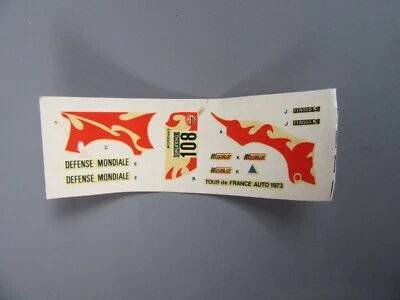 C
DEFENSE MONDIALE E
DEFENSE MONDIALE E
108
B
A
J
J
K
K
TOUR de FRANCE AUTO 1973